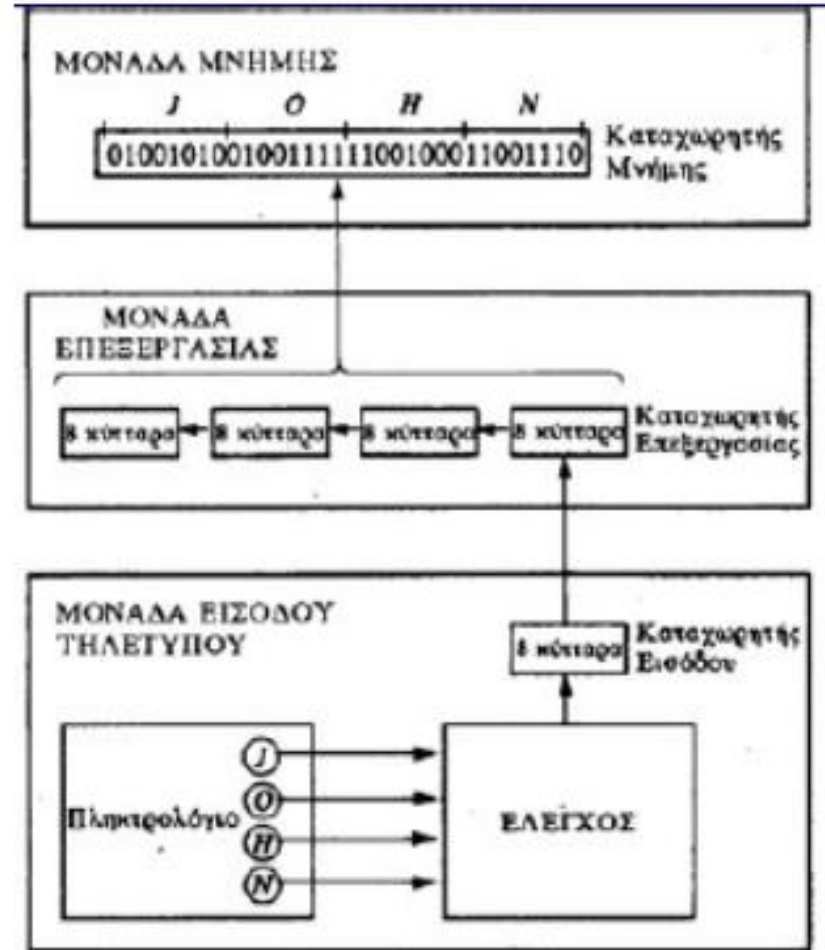 ΜΟΝΑΔΑ ΜΝΗΜΗΣ
J O H N
01001010010011111100100011001110
Καταχωρητής
Μνήμης
ΜΟΝΑΔΑ
ΕΠΕΞΕΡΓΑΣΙΑΣ
8 κύτταρα 8 κύτταρα 8 κύτταρα 8 κύτταρα
Καταχωρητής
Επεξεργασίας
ΜΟΝΑΔΑ ΕΙΣΟΔΟΥ
ΤΗΛΕΤΥΠΟΥ
8 κύτταρα
Καταχωρητής
Εισόδου
J
O
Πληκτρολόγιο
H
N
ΕΛΕΓΧΟΣ